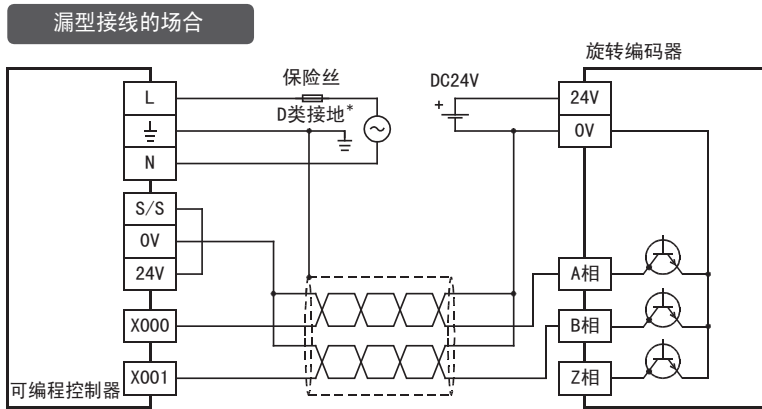 漏型接线的场合
旋转编码器
保险丝
DC24V
L
D类接地*
+
24V
0V
N
S/S
0V
24V
A相
X000
B相
X001
Z相
可编程控制器